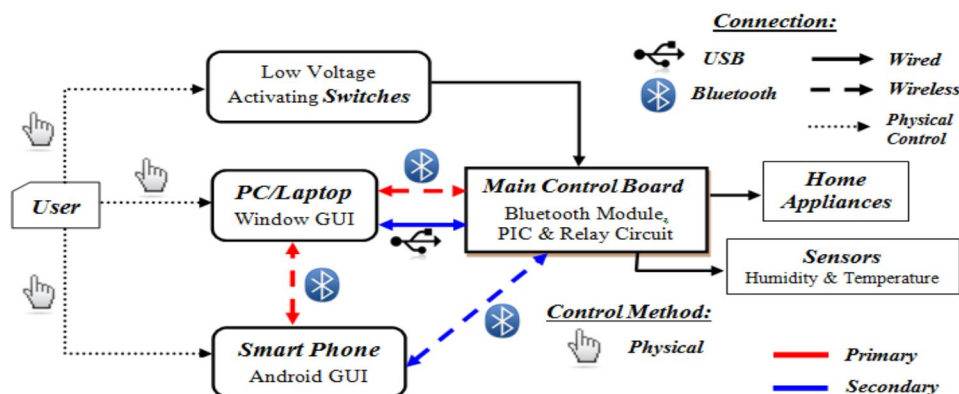 Connection:
USB
Wired
Bluetooth
Wireless
Physical
Control
Low Voltage
Activating Switches
User
PC/Laptop
Window GUI
Main Control Board
Bluetooth Module,
PIC & Relay Circuit
Home
Appliances
Sensors
Humidity & Temperature
Smart Phone
Android GUI
Control Method:
Physical
Primary
Secondary